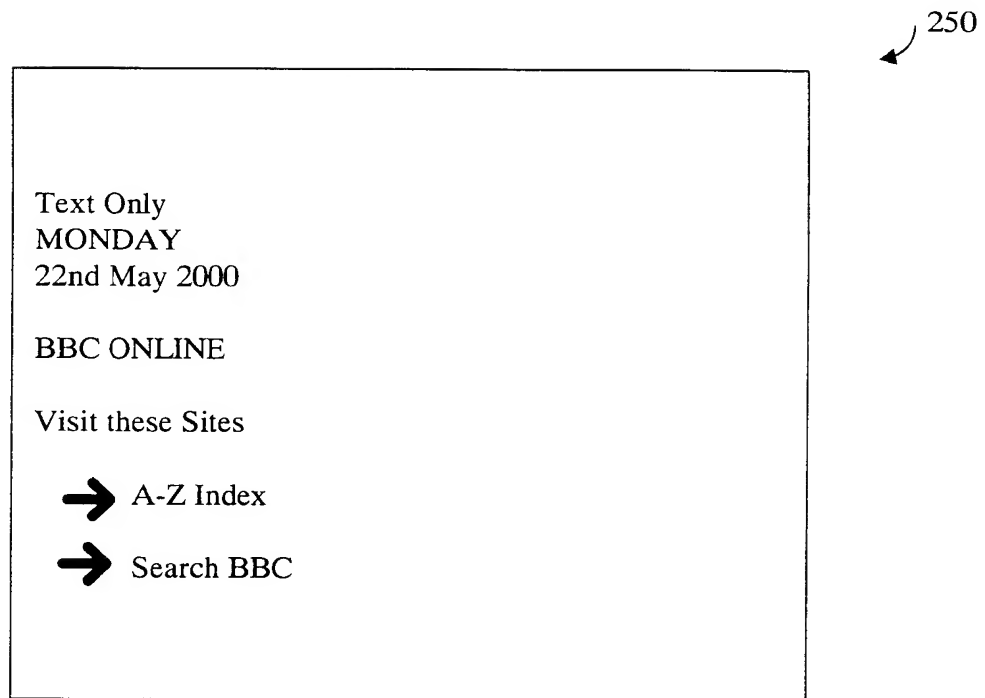 250
Text Only
MONDAY
22nd May 2000
BBC ONLINE
Visit these Sites
A-Z Index
Search BBC